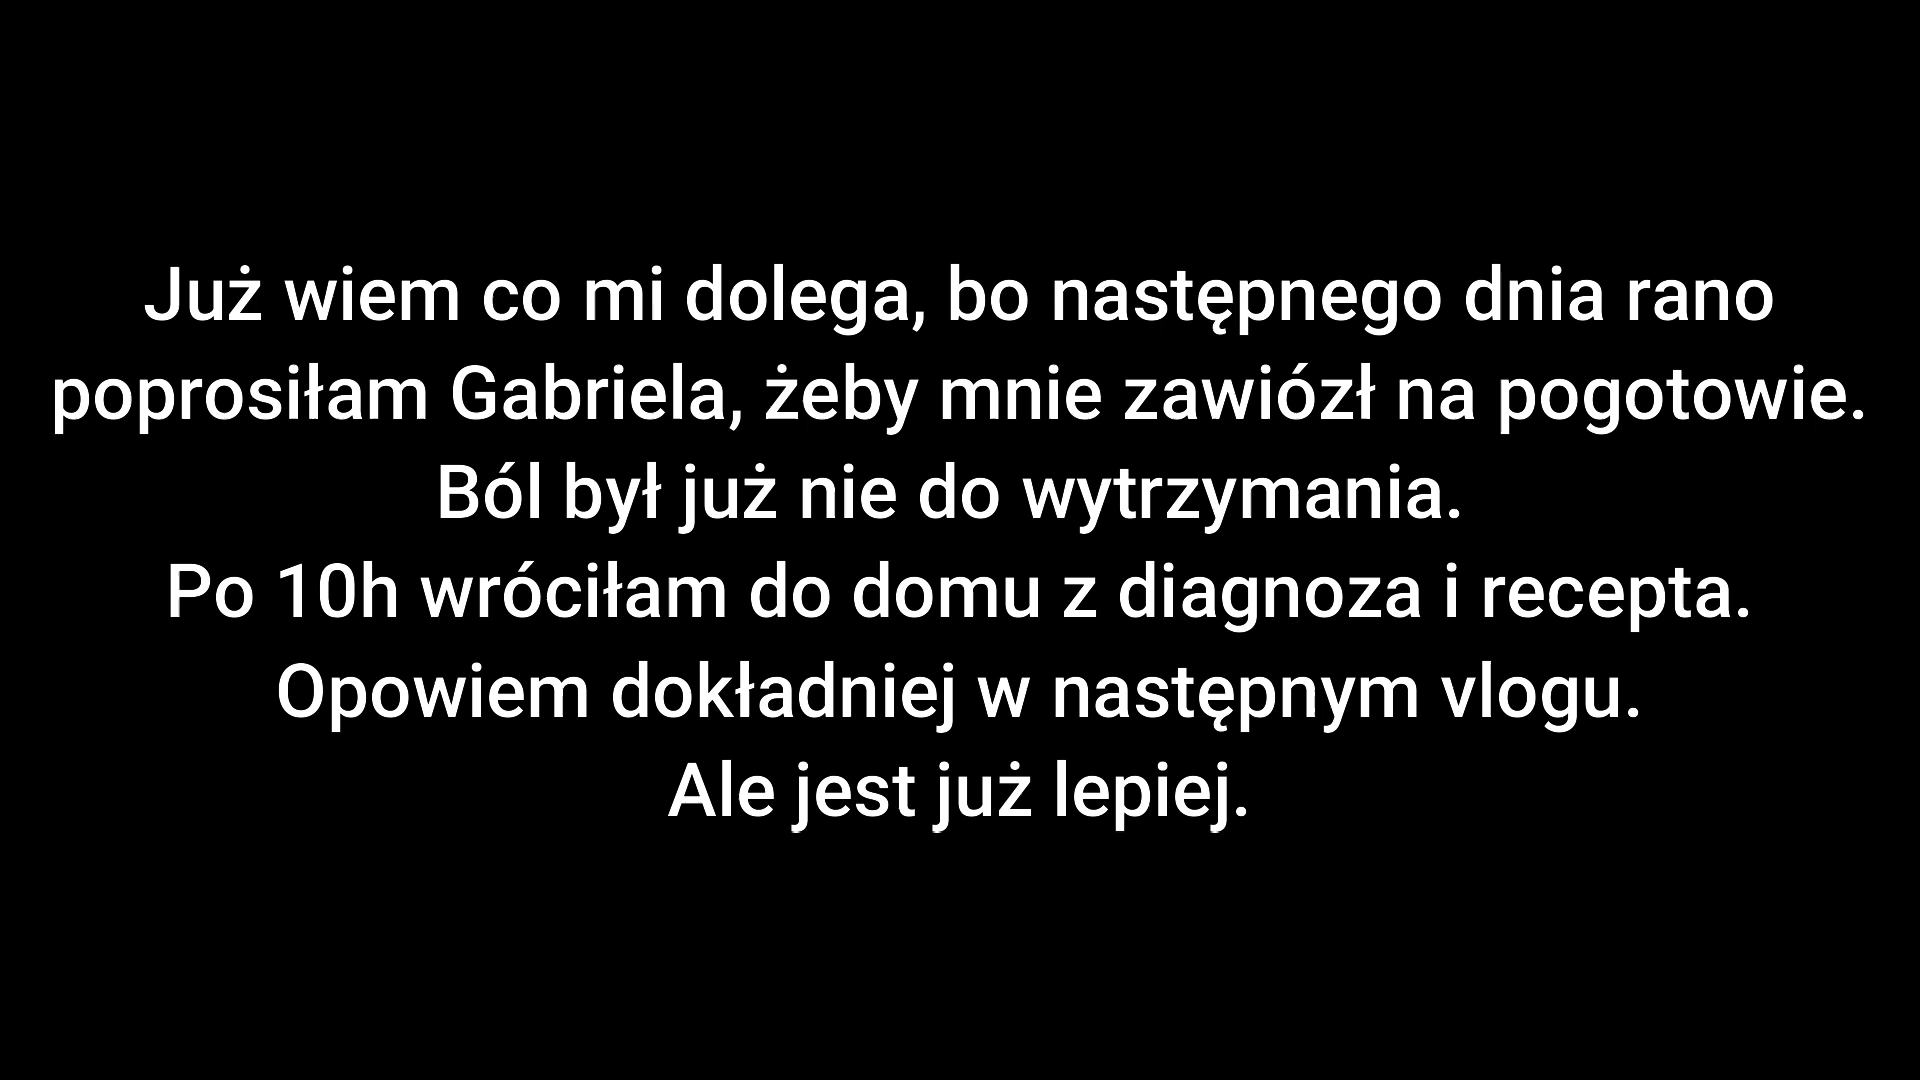 Już wiem co mi dolega, bo następnego dnia rano
poprosiłam Gabriela, żeby mnie zawiózł na pogotowie.
Ból był już nie do wytrzymania.
Po 10h wróciłam do domu z diagnoza i recepta.
Opowiem dokładniej w następnym vlogu.
Ale jest już lepiej.